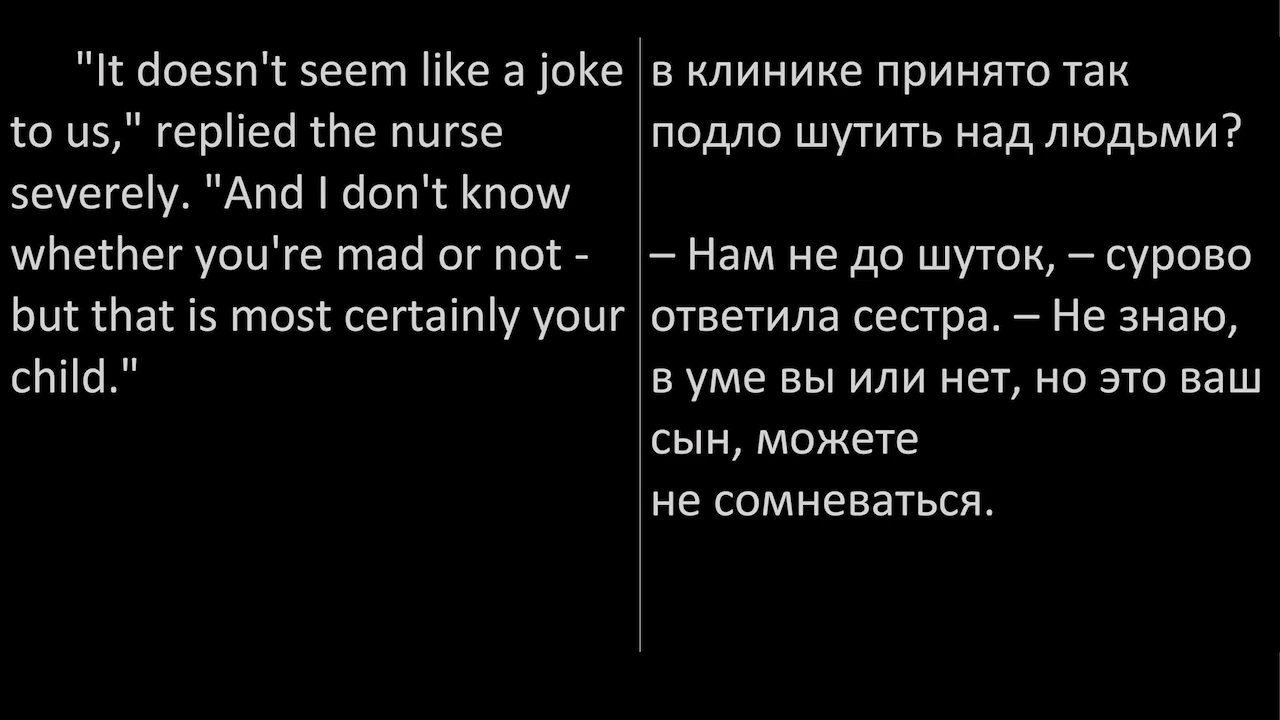 "It doesn't seem like a joke
to us," replied the nurse
severely. "And I don't know
whether you're mad or not -
but that is most certainly your
child."
в клинике принято так
подло шутить над людьми?
– Нам не до шуток, – сурово
ответила сестра. – Не знаю,
в уме вы или нет, но это ваш
сын, можете
не сомневаться.